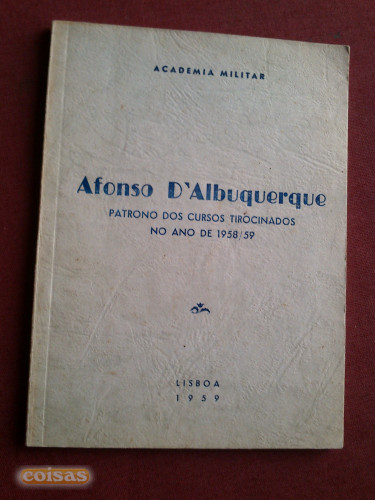 ACADEMIA MILITAR
Afonso D'Albuquerque
PATRONO DOS CURSOS TIROCINADOS
NO ANO DE 1958/59
LISBOA
1959
coisas